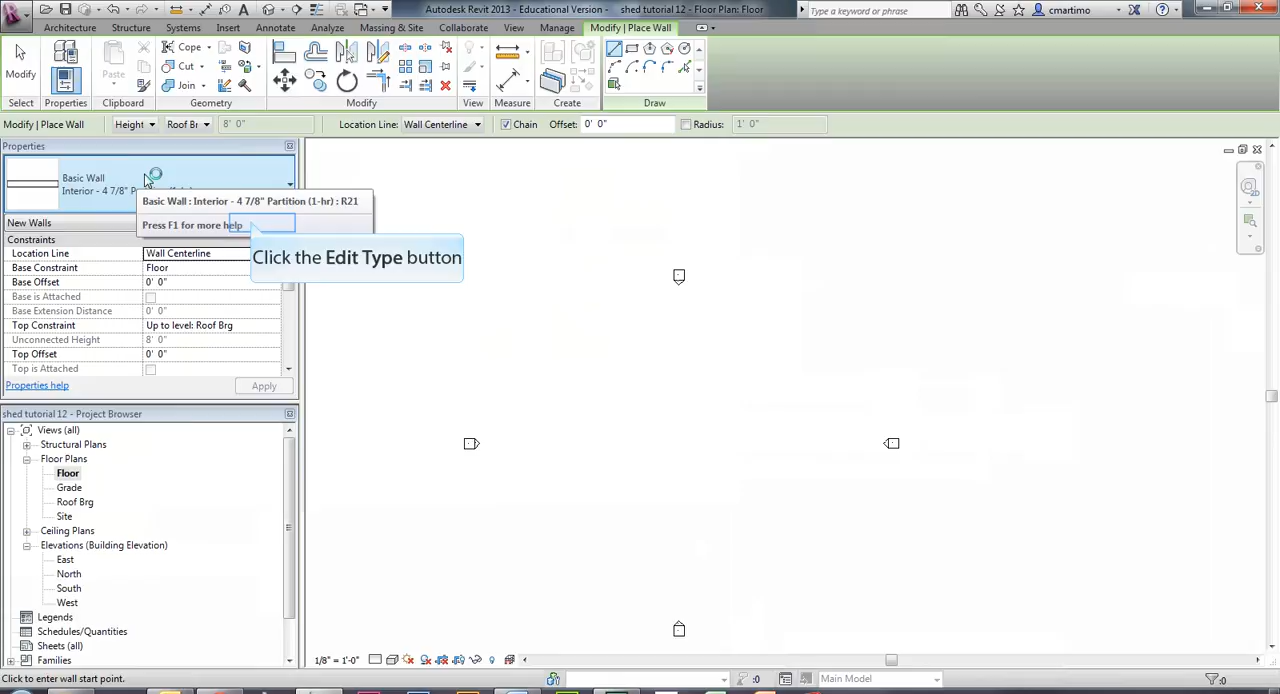 Autodesk Revit 2013 - Educational Version - shed tutorial 12 - Floor Plan: Floor
Type a keyword or phrase
cmartimo
Architecture Structure Systems Insert Annotate Analyze Massing & Site Collaborate View Manage Modify | Place Wall
Cope
Cut
Join
Modify
Paste
Select Properties Clipboard Geometry Modify View Measure Create Draw
Modify | Place Wall Height Roof Br 8' 0" Location Line: Wall Centerline Chain Offset: 0' 0" Radius: 1' 0"
Properties
Basic Wall
Interior - 4 7/8" P
Basic Wall : Interior - 4 7/8" Partition (1-hr) : R21
Press F1 for more help
New Walls
Click the Edit Type button
Constraints
Location Line Wall Centerline
Base Constraint Floor
Base Offset 0' 0"
Base is Attached
Base Extension Distance 0' 0"
Top Constraint Up to level: Roof Brg
Unconnected Height 8' 0"
Top Offset 0' 0"
Top is Attached
Properties help Apply
shed tutorial 12 - Project Browser
Views (all)
Structural Plans
Floor Plans
Floor
Grade
Roof Brg
Site
Ceiling Plans
Elevations (Building Elevation)
East
North
South
West
Legends
Schedules/Quantities
Sheets (all)
Families
1/8" = 1'-0"
Click to enter wall start point.
:0
Main Model
:0